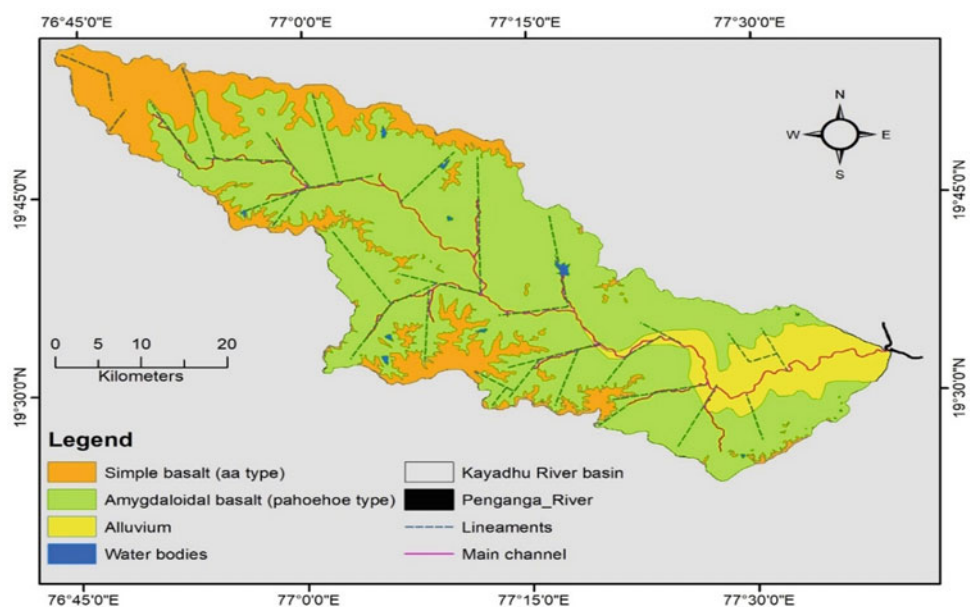 76°45'0"E 77°0'0"E 77°15'0"E 77°30'0"E
N
W E
S
19°45'0"N 19°45'0"N
0 5 10 20
Kilometers
19°30'0"N 19°30'0"N
Legend
Simple basalt (aa type)
Amygdaloidal basalt (pahoehoe type)
Alluvium
Water bodies
Kayadhu River basin
Penganga_River
Lineaments
Main channel
76°45'0"E 77°0'0"E 77°15'0"E 77°30'0"E